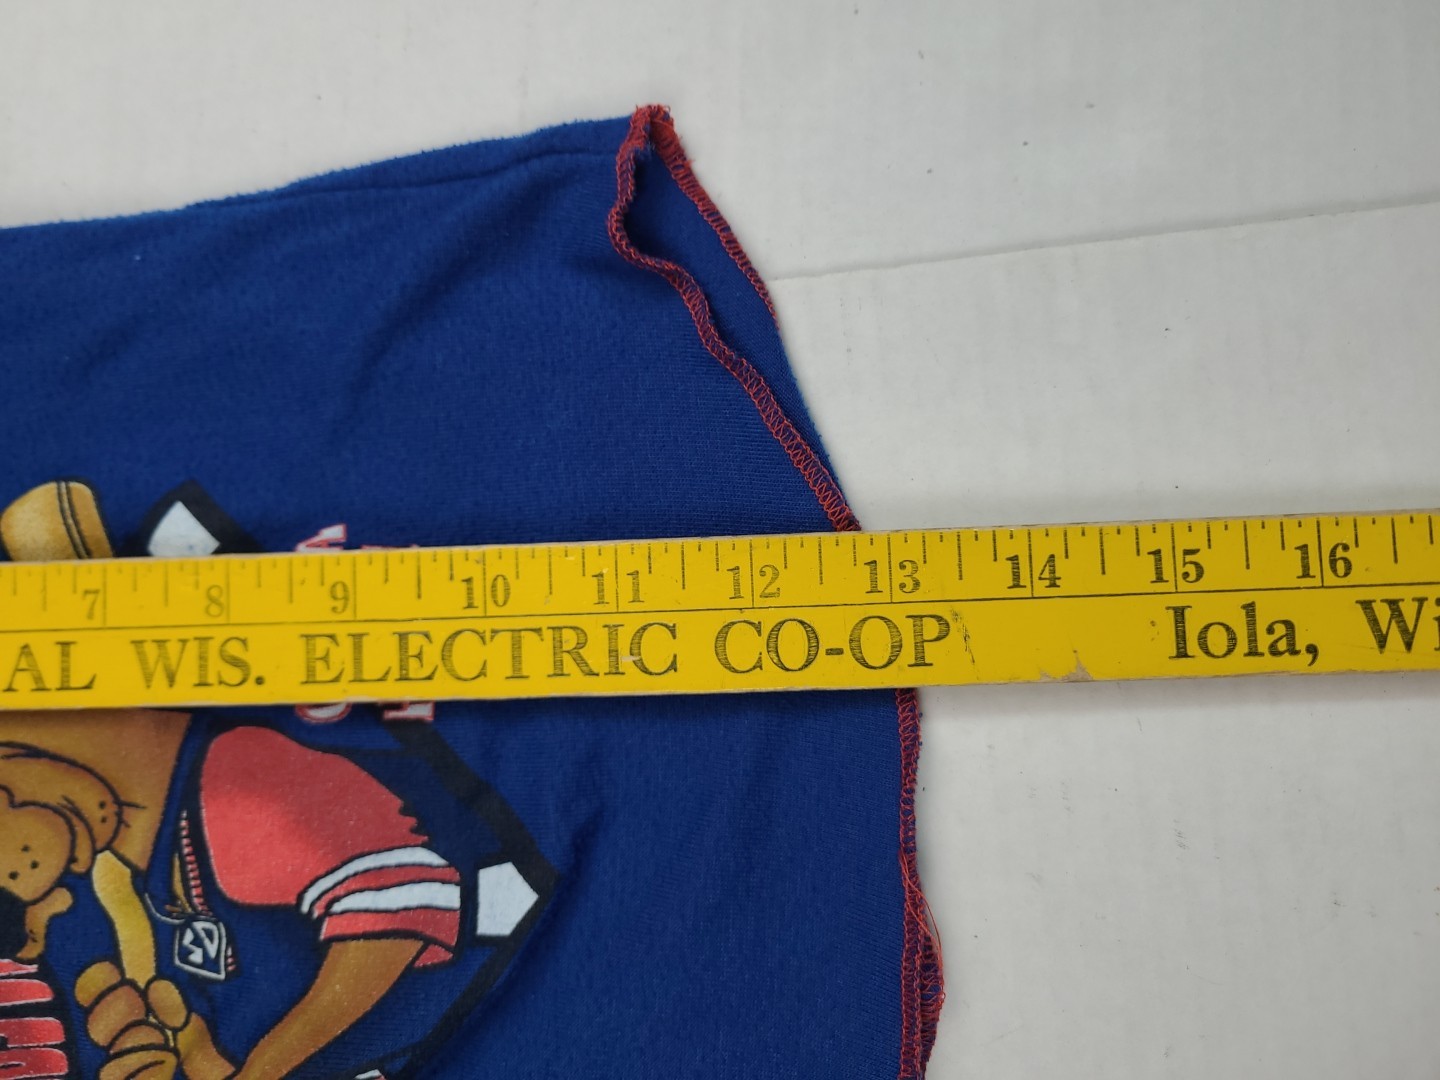 7 8 9 10 11 12 13 14 15 16
AL WIS. ELECTRIC CO-OP Iola, Wi